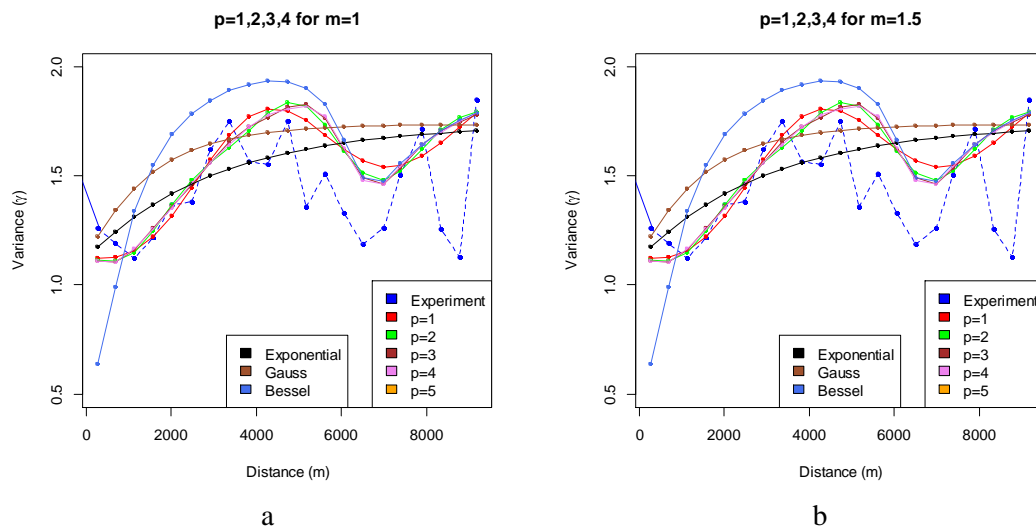 p=1,2,3,4 for m=1
Variance (γ)
2.0
1.5
1.0
0.5
Experiment
p=1
p=2
p=3
p=4
p=5
Exponential
Gauss
Bessel
0 2000 4000 6000 8000
Distance (m)
a
p=1,2,3,4 for m=1.5
Variance (γ)
2.0
1.5
1.0
0.5
Experiment
p=1
p=2
p=3
p=4
p=5
Exponential
Gauss
Bessel
0 2000 4000 6000 8000
Distance (m)
b